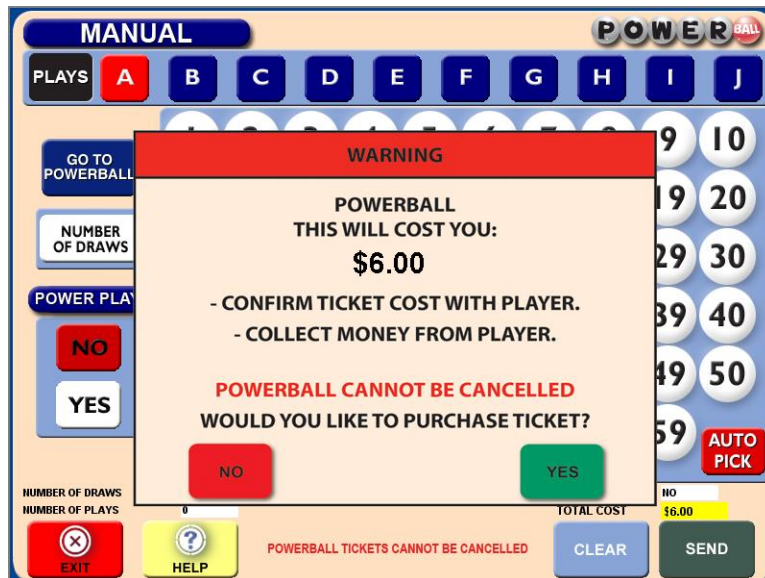 MANUAL
POWER BALL
PLAYS A B C D E F G H I J
9 10
GO TO
POWERBALL
19 20
NUMBER
OF DRAWS
29 30
POWER PLAY
39 40
NO
49 50
YES
59
AUTO
PICK
WARNING
POWERBALL
THIS WILL COST YOU:
$6.00
- CONFIRM TICKET COST WITH PLAYER.
- COLLECT MONEY FROM PLAYER.
POWERBALL CANNOT BE CANCELLED
WOULD YOU LIKE TO PURCHASE TICKET?
NO YES
NUMBER OF DRAWS NO
NUMBER OF PLAYS 0 TOTAL COST $6.00
EXIT
HELP
POWERBALL TICKETS CANNOT BE CANCELLED
CLEAR
SEND